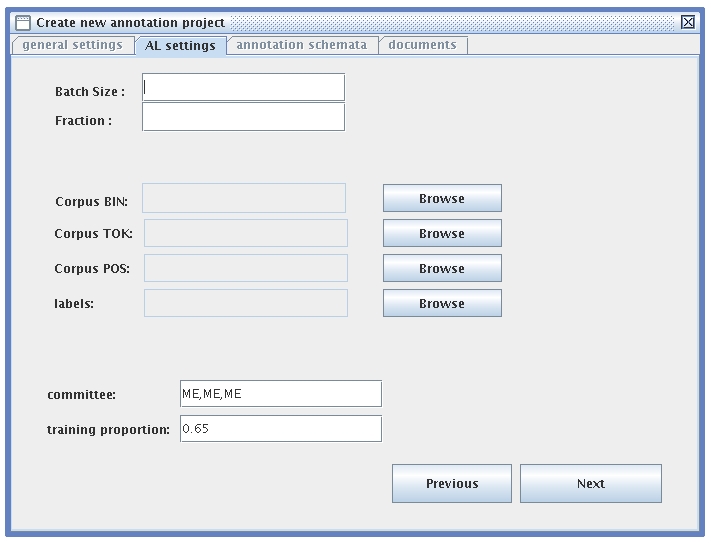 Create new annotation project
general settings AL settings annotation schemata documents
Batch Size :
Fraction :
Corpus BIN: Browse
Corpus TOK: Browse
Corpus POS: Browse
labels: Browse
committee: ME,ME,ME
training proportion: 0.65
Previous Next